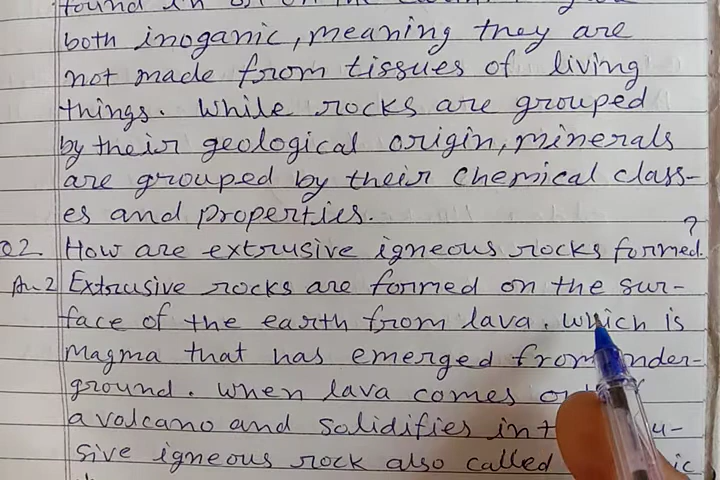 found in
both inoganic, meaning they are
not made from tissues of living
things. While rocks are grouped
by their geological origin, minerals
are grouped by their chemical class-
es and properties.
Q2. How are extrusive igneous rocks formed.?
An-2 Extrusive rocks are formed on the sur-
face of the earth from lava. Which is
magma that has emerged from under-
ground. When lava comes
a volcano and solidifies in
sive igneous rock also called